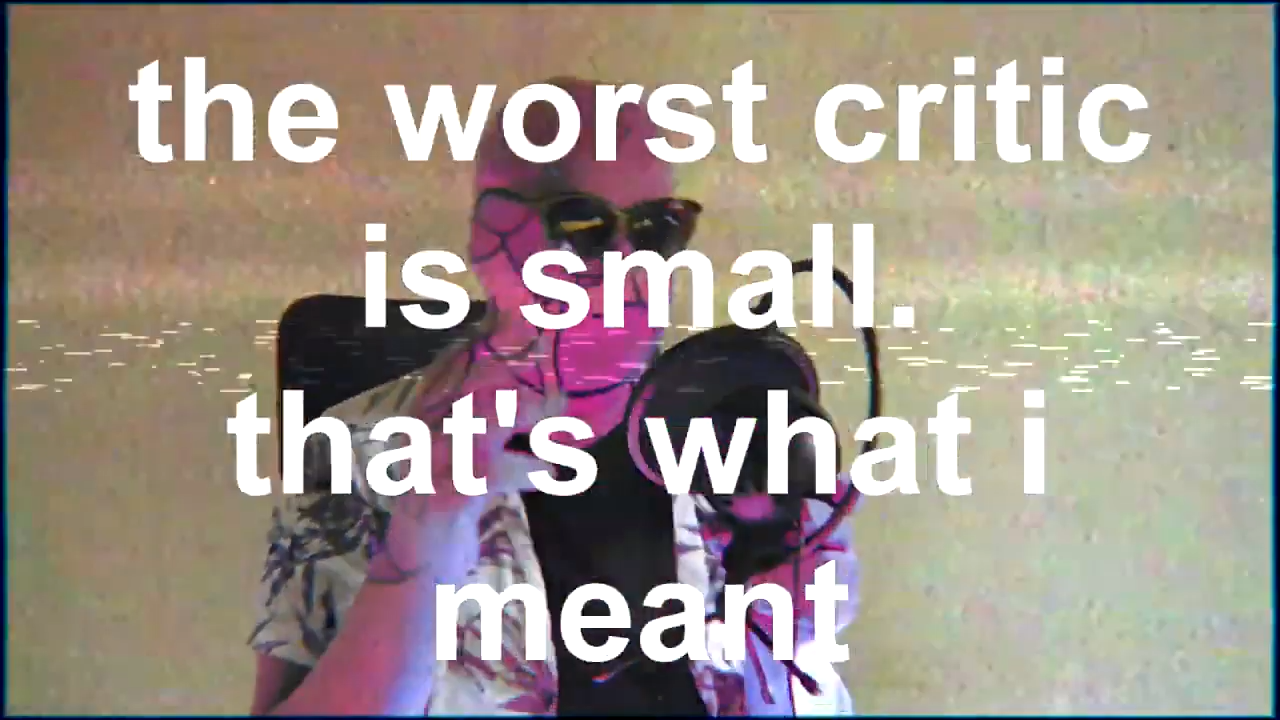 the worst critic
is small.
that's what i
meant